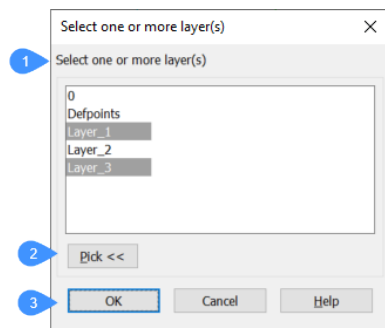 Select one or more layer(s)
1
Select one or more layer(s)
0
Defpoints
Layer_1
Layer_2
Layer_3
2
Pick <<
3
OK Cancel Help